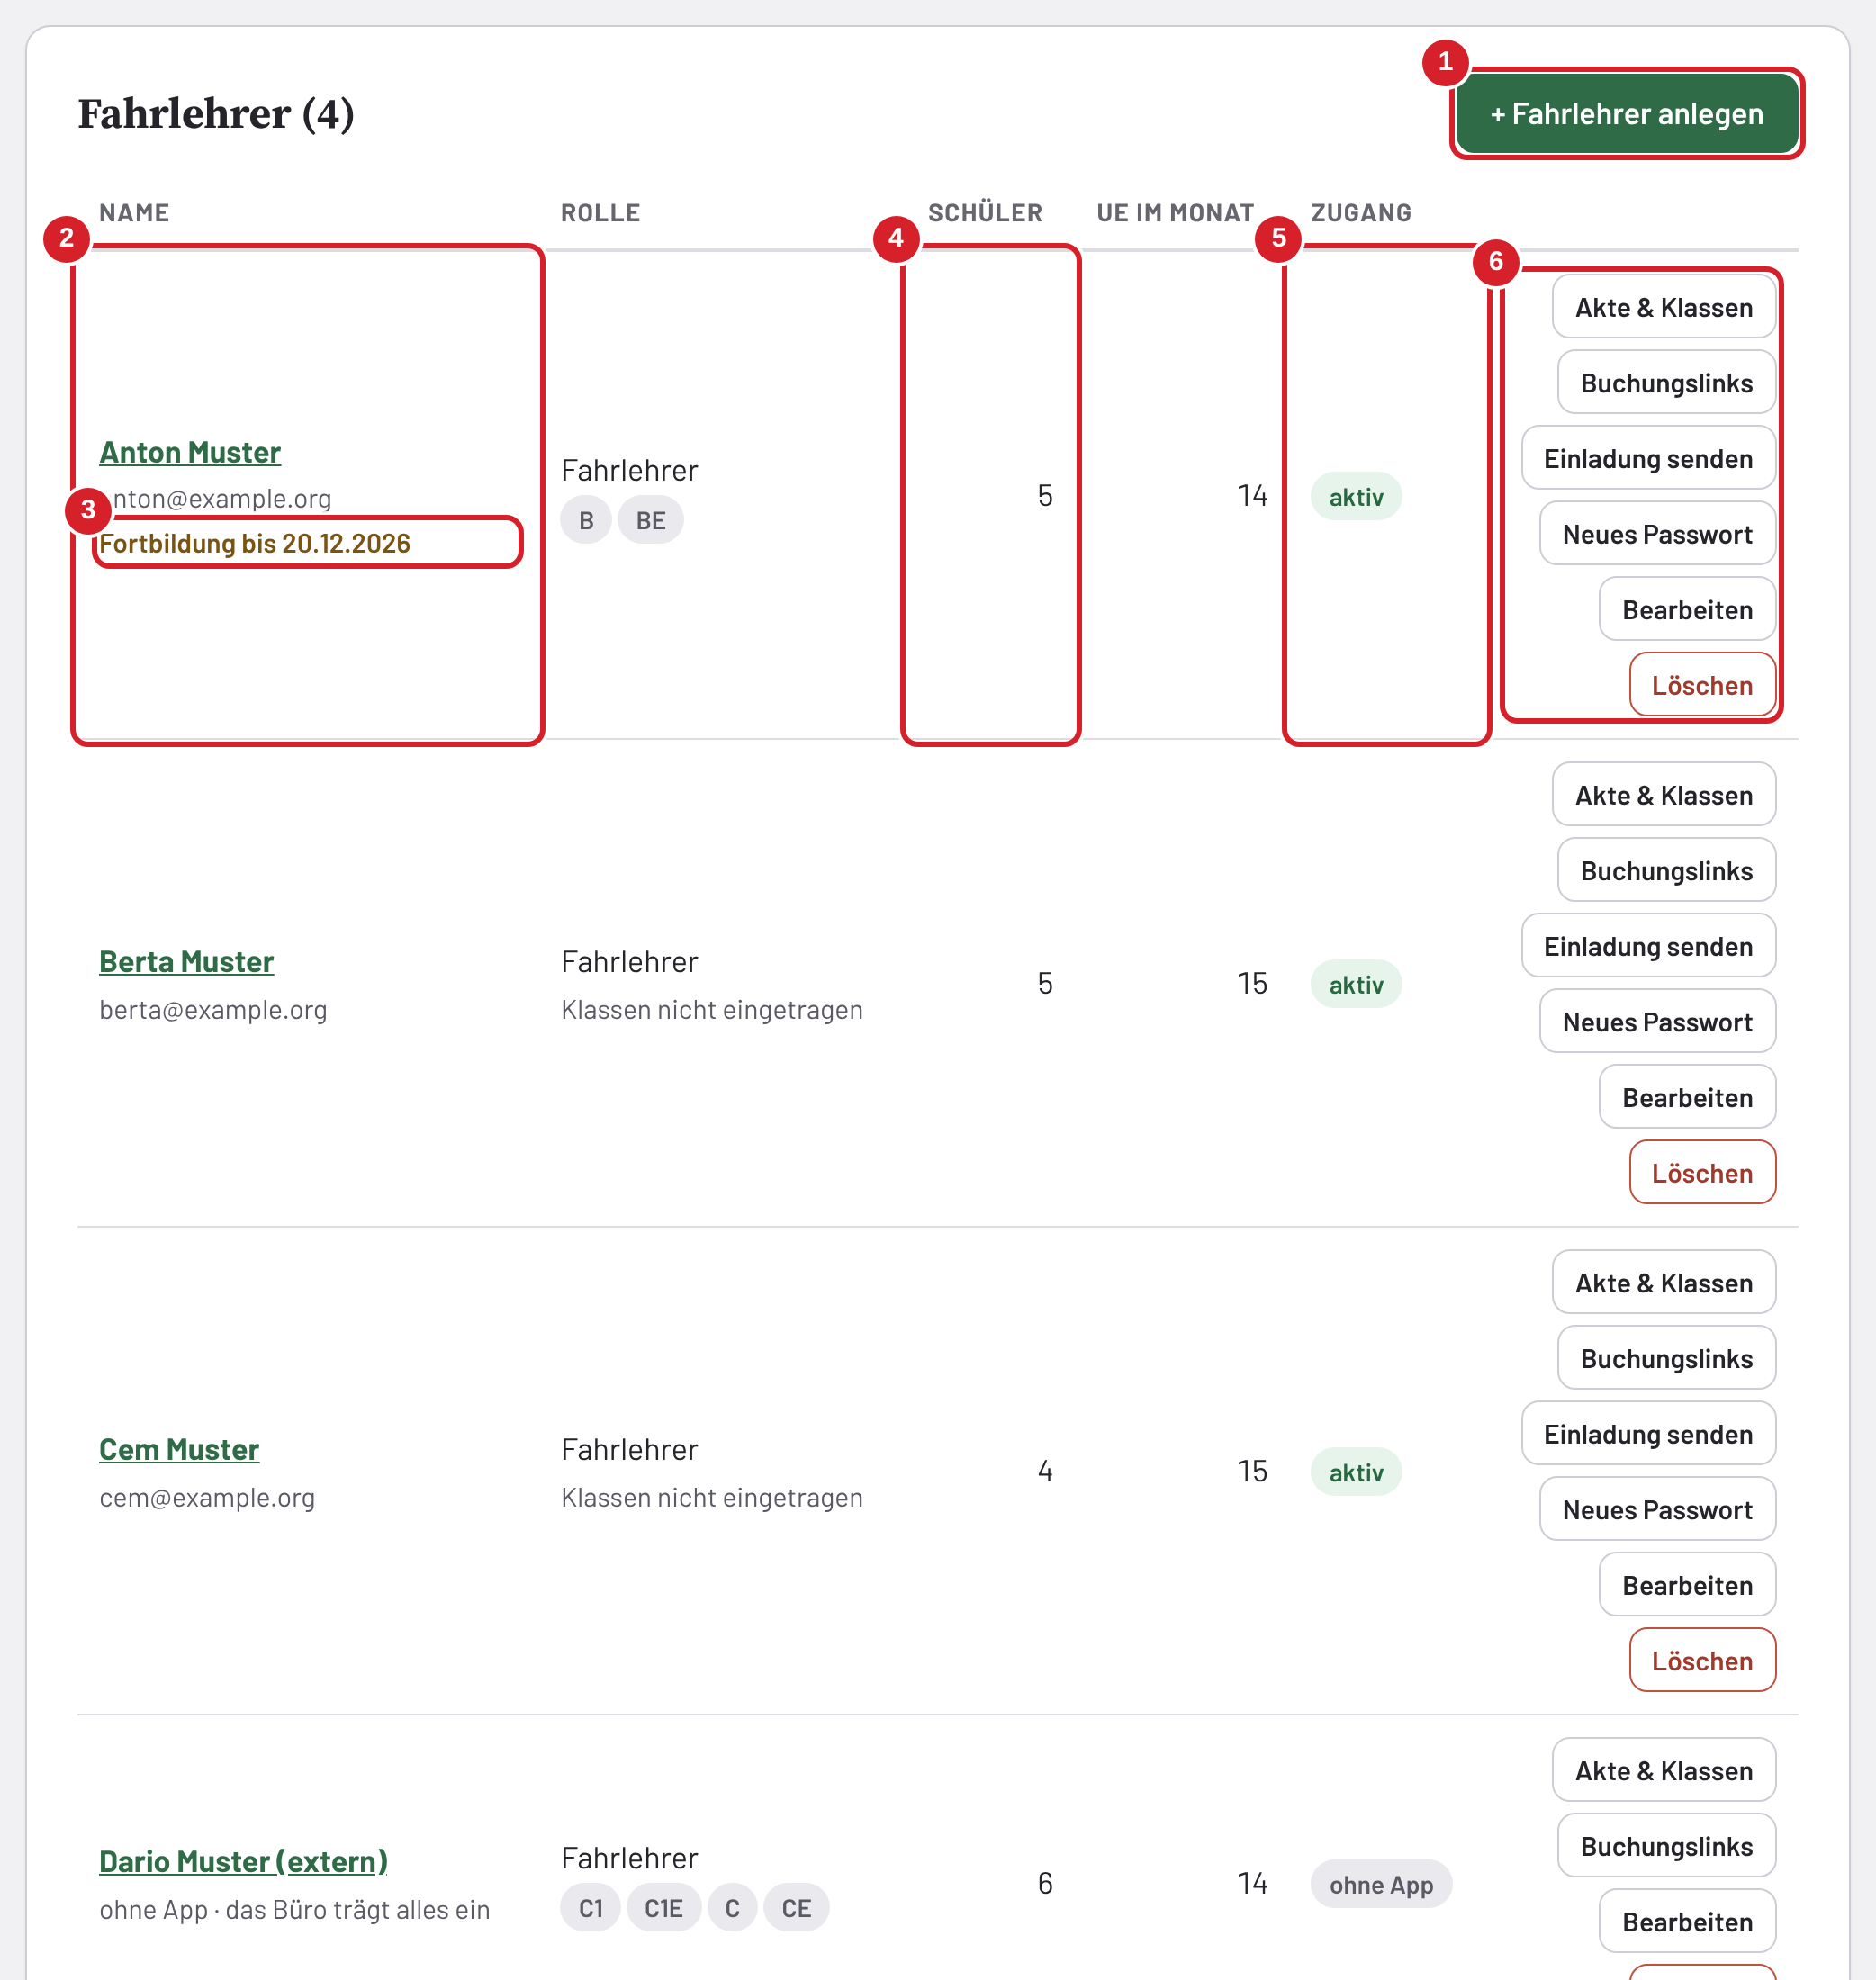 1
Fahrlehrer (4)
+ Fahrlehrer anlegen
NAME ROLLE SCHÜLER UE IM MONAT ZUGANG
2 4 5 6
Akte & Klassen
Buchungslinks
Anton Muster
Fahrlehrer
Einladung senden
nton@example.org
5 14 aktiv
3
B BE
Fortbildung bis 20.12.2026
Neues Passwort
Bearbeiten
Löschen
Akte & Klassen
Buchungslinks
Berta Muster
Fahrlehrer
Einladung senden
berta@example.org
Klassen nicht eingetragen
5 15 aktiv
Neues Passwort
Bearbeiten
Löschen
Akte & Klassen
Buchungslinks
Cem Muster
Fahrlehrer
Einladung senden
cem@example.org
Klassen nicht eingetragen
4 15 aktiv
Neues Passwort
Bearbeiten
Löschen
Akte & Klassen
Buchungslinks
Dario Muster (extern)
Fahrlehrer
ohne App · das Büro trägt alles ein
C1 C1E C CE
6 14 ohne App
Bearbeiten